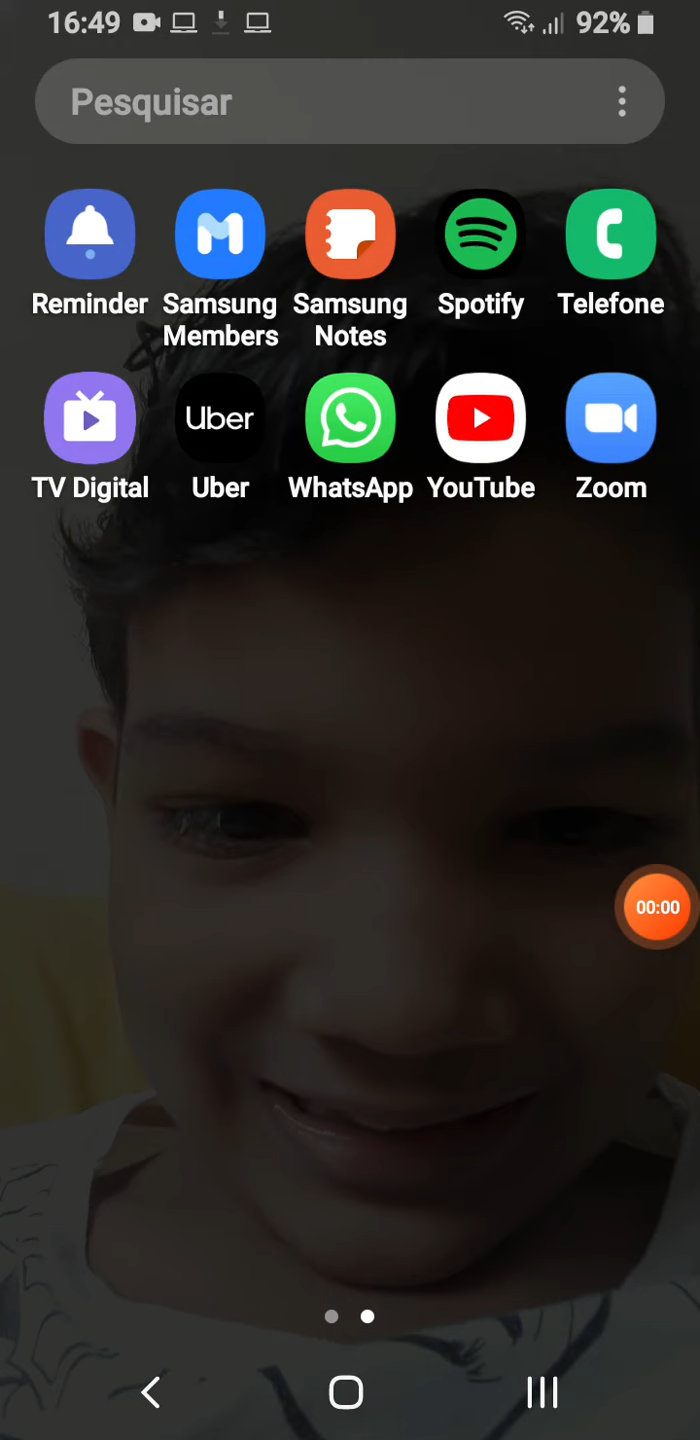 16:49 92%
Pesquisar
Reminder Samsung Members Samsung Notes Spotify Telefone
Uber
TV Digital Uber WhatsApp YouTube Zoom
00:00